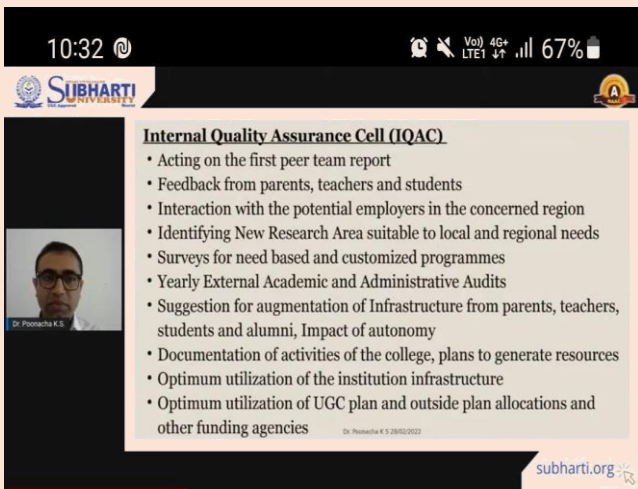 10:32
Vo)) 4G+
LTE1
67%
SUBHARTI
UNIVERSITY
UGC Approved
Meerut
A
NAAC
Internal Quality Assurance Cell (IQAC)
• Acting on the first peer team report
• Feedback from parents, teachers and students
• Interaction with the potential employers in the concerned region
• Identifying New Research Area suitable to local and regional needs
• Surveys for need based and customized programmes
• Yearly External Academic and Administrative Audits
• Suggestion for augmentation of Infrastructure from parents, teachers,
students and alumni, Impact of autonomy
• Documentation of activities of the college, plans to generate resources
• Optimum utilization of the institution infrastructure
• Optimum utilization of UGC plan and outside plan allocations and
other funding agencies
Dr. Poonacha K S 28/02/2022
Dr. Poonacha K.S.
subharti.org